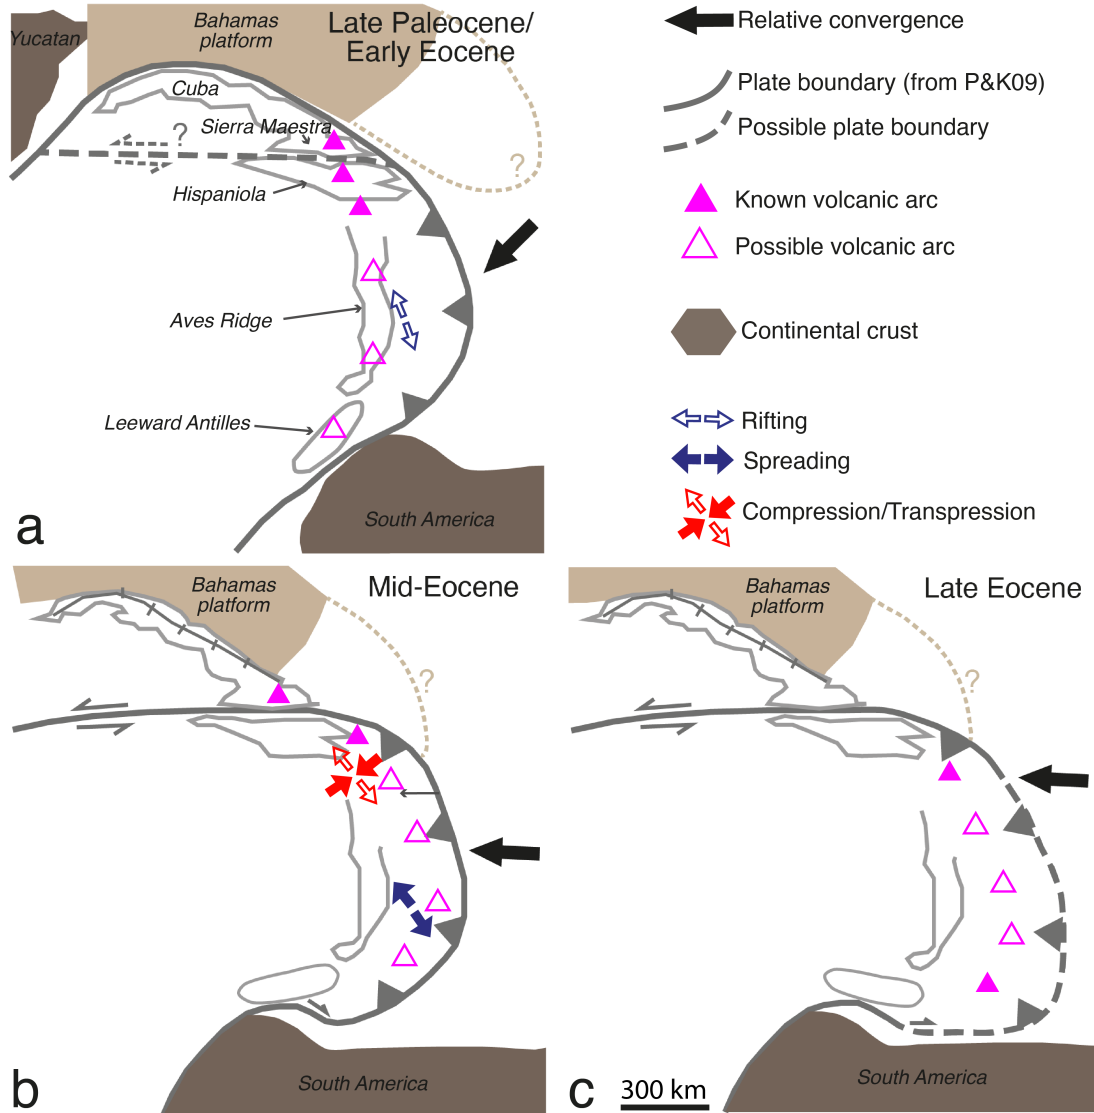 Yucatan
Bahamas
platform
Late Paleocene/
Early Eocene
Cuba
?
Sierra Maestra
?
Hispaniola
Aves Ridge
Leeward Antilles
South America
a
Relative convergence
Plate boundary (from P&K09)
Possible plate boundary
Known volcanic arc
Possible volcanic arc
Continental crust
Rifting
Spreading
Compression/Transpression
Bahamas
platform
Mid-Eocene
?
South America
b
Bahamas
platform
Late Eocene
?
South America
c
300 km